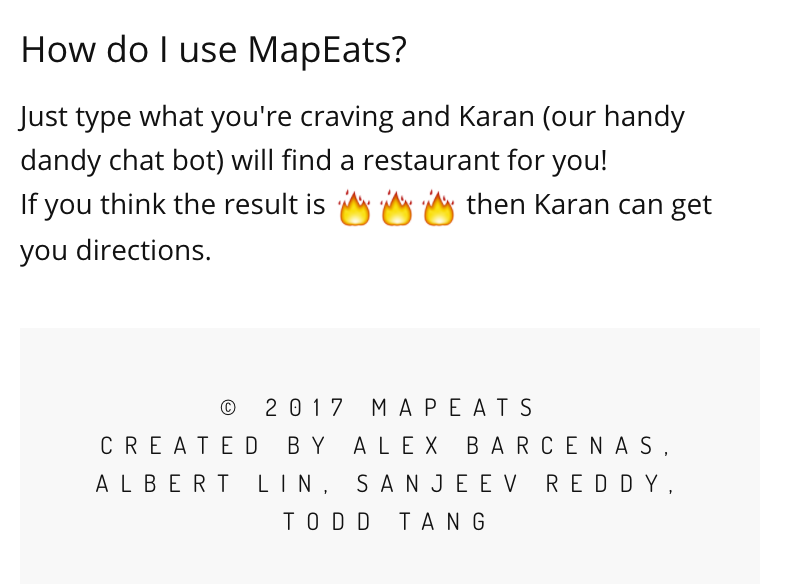 How do I use MapEats?
Just type what you're craving and Karan (our handy
dandy chat bot) will find a restaurant for you!
If you think the result is 🔥🔥🔥 then Karan can get
you directions.
© 2017 MAPEATS
CREATED BY ALEX BARCENAS,
ALBERT LIN, SANJEEV REDDY,
TODD TANG